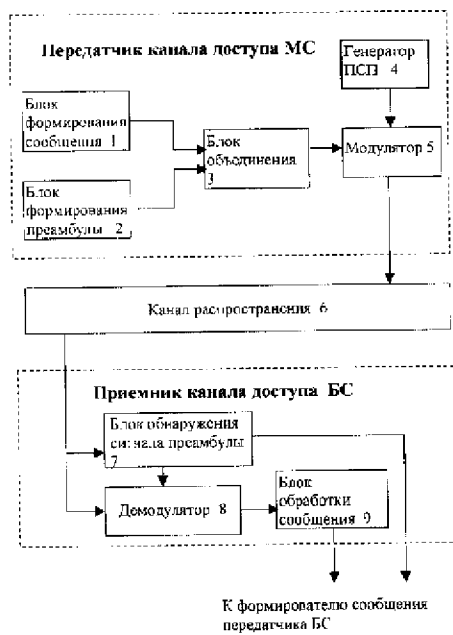 Передатчик канала доступа МС
Генератор
ПСП 4
Блок
формирования
сообщения 1
Блок
объединения
3
Модулятор 5
Блок
формирования
преамбулы 2
Канал распространения 6
Приемник канала доступа БС
Блок обнаружения
сигнала преамбулы
7
Демодулятор 8
Блок
обработки
сообщения 9
К формирователю сообщения
передатчика БС